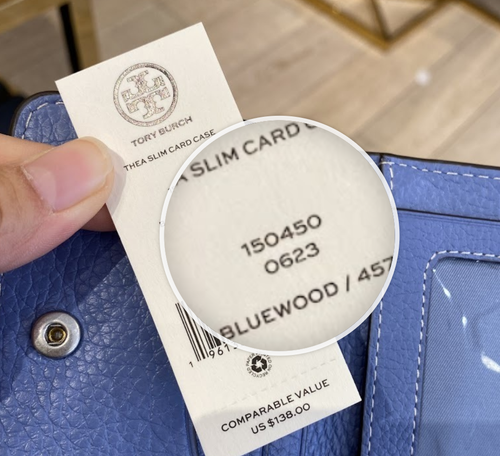 TORY BURCH
THEA SLIM CARD CASE
A SLIM CARD
150450
0623
BLUEWOOD / 457
COMPARABLE VALUE
US $138.00